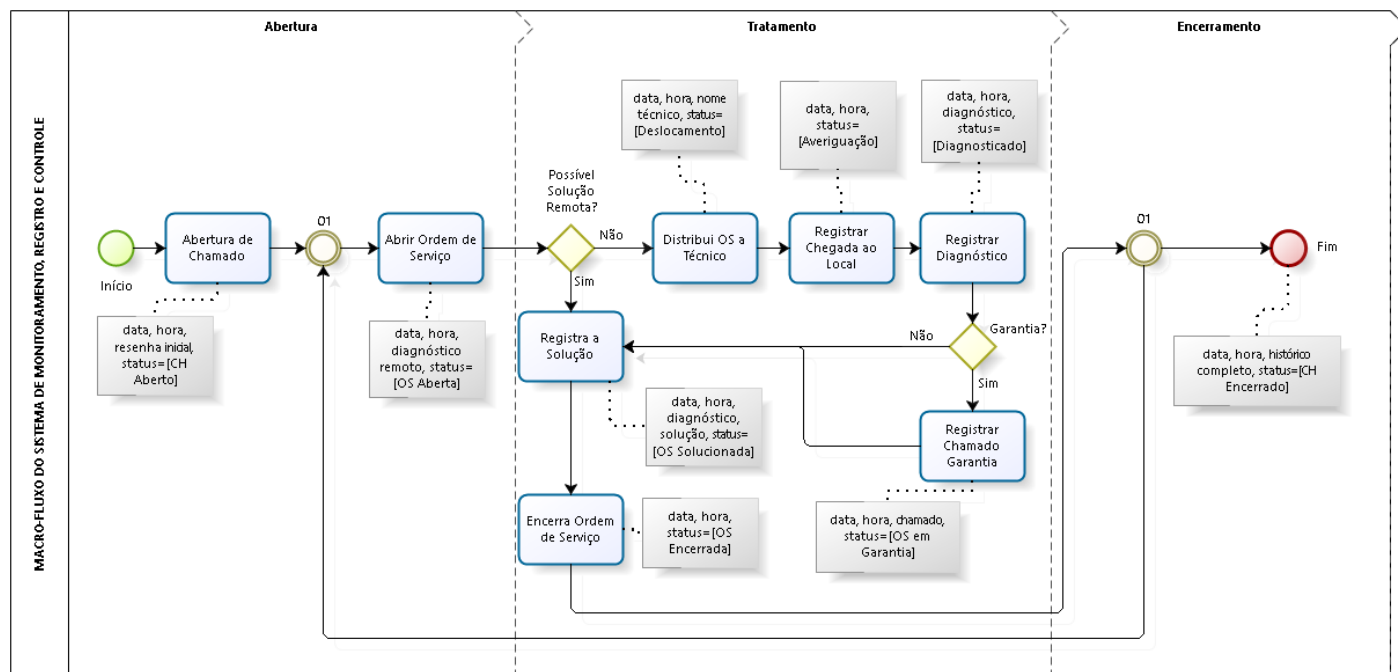 MACRO-FLUXO DO SISTEMA DE MONITORAMENTO, REGISTRO E CONTROLE
Abertura
Tratamento
Encerramento
Início
Abertura de
Chamado
data, hora,
resenha inicial,
status=[CH
Aberto]
O1
Abrir Ordem de
Serviço
data, hora,
diagnóstico
remoto, status=
[OS Aberta]
Possível
Solução
Remota?
Não
Sim
data, hora, nome
técnico, status=
[Deslocamento]
Distribui OS a
Técnico
data, hora,
status=
[Averiguação]
Registrar
Chegada ao
Local
data, hora,
diagnóstico,
status=
[Diagnosticado]
Registrar
Diagnóstico
Garantia?
Não
Sim
Registra a
Solução
data, hora,
diagnóstico,
solução, status=
[OS Solucionada]
Registrar
Chamado
Garantia
data, hora, chamado,
status=[OS em
Garantia]
Encerra Ordem
de Serviço
data, hora,
status=[OS
Encerrada]
O1
Fim
data, hora, histórico
completo, status=[CH
Encerrado]